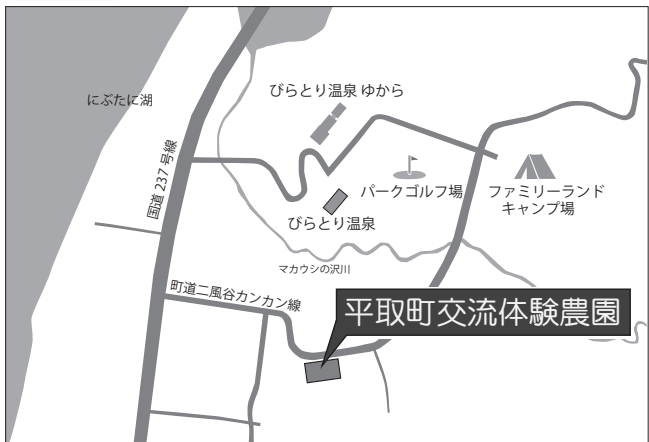 にぶたに湖
びらとり温泉 ゆから
国道 237 号線
パークゴルフ場
ファミリーランド
キャンプ場
びらとり温泉
マカウシの沢川
町道二風谷カンカン線
平取町交流体験農園